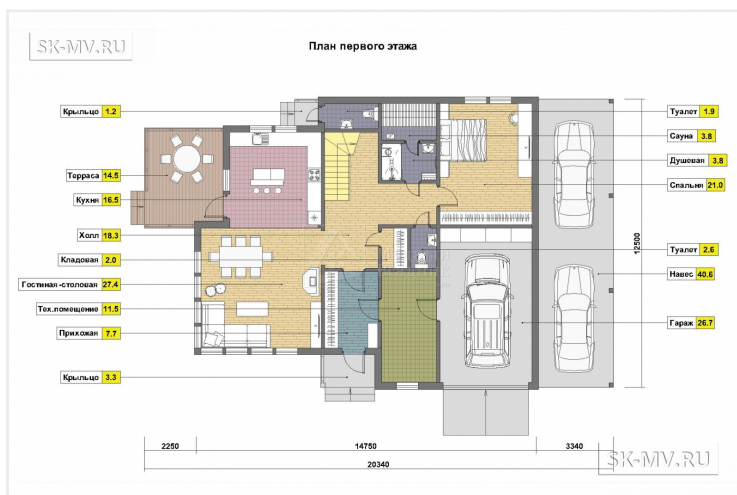 SK-MV.RU
План первого этажа
Крыльцо 1.2
Терраса 14.5
Кухня 16.5
Холл 18.3
Кладовая 2.0
Гостиная-столовая 27.4
Тех.помещение 11.5
Прихожая 7.7
Крыльцо 3.3
Туалет 1.9
Сауна 3.8
Душевая 3.8
Спальня 21.0
Туалет 2.6
Навес 40.6
Гараж 26.7
12500
2250 14750 3340
20340
SK-MV.RU